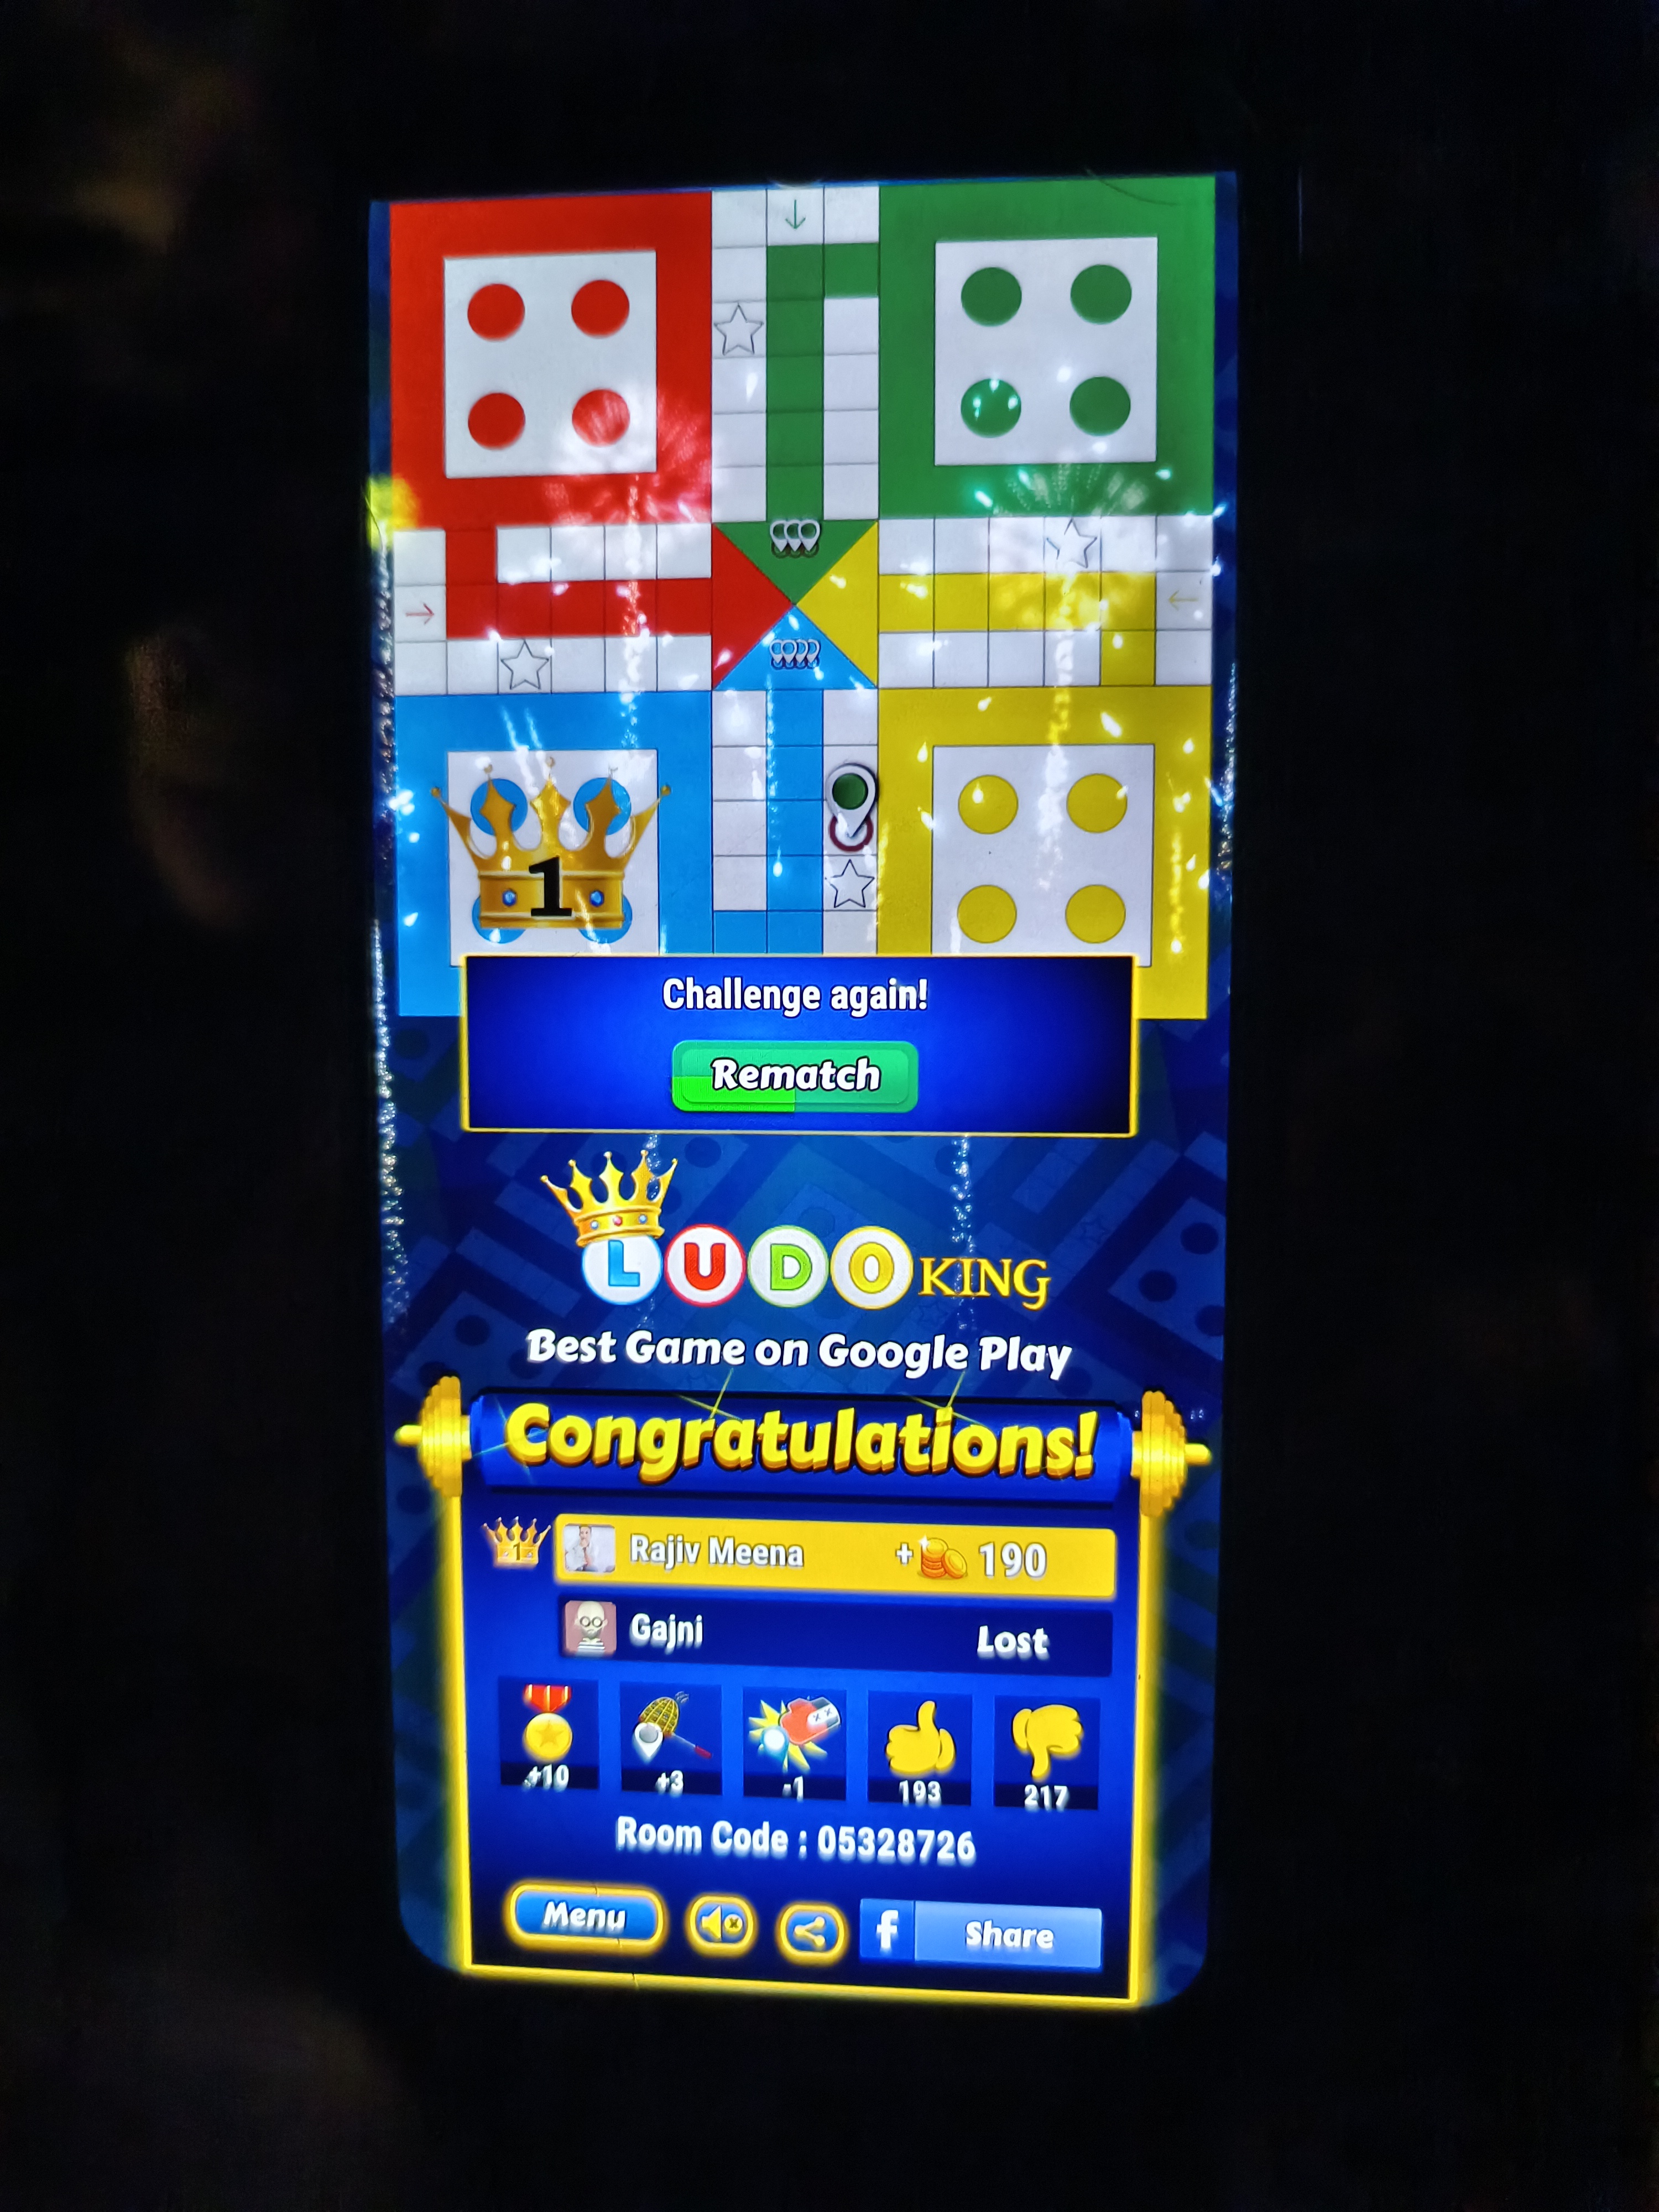 1
Challenge again!
Rematch
LUDO KING
Best Game on Google Play
Congratulations!
1 Rajiv Meena + 190
Gajni Lost
+10 +3 -1 193 217
Room Code : 05328726
Menu f Share